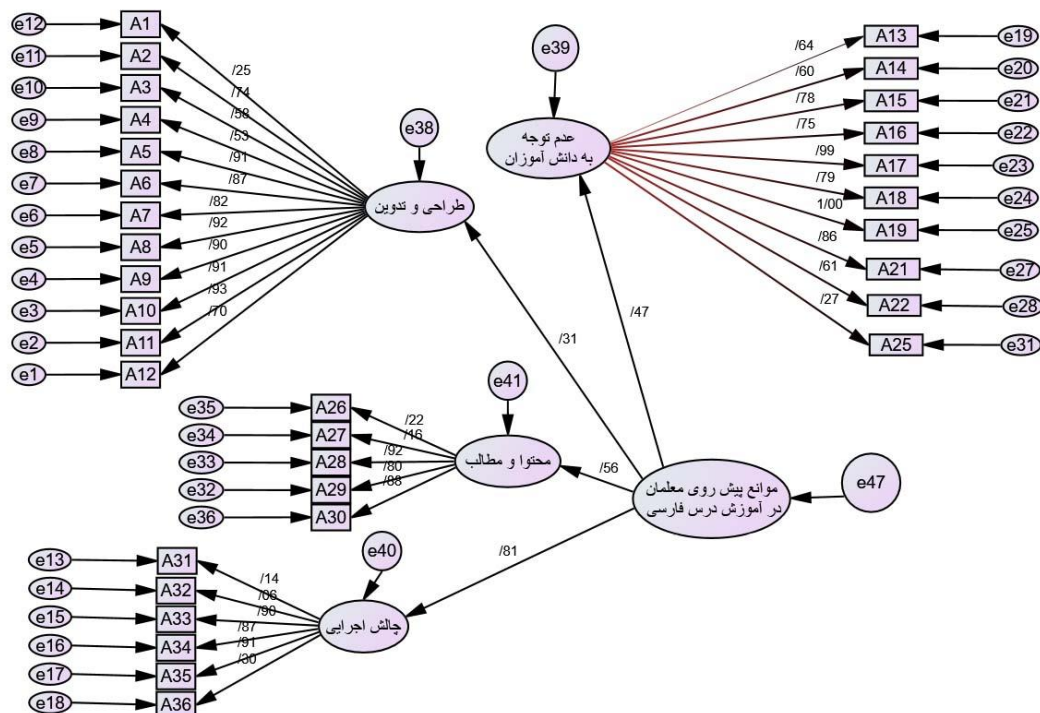 e12
A1
e11
A2
e10
A3
e9
A4
e8
A5
e7
A6
e6
A7
e5
A8
e4
A9
e3
A10
e2
A11
e1
A12
/25
/74
/58
/53
/91
/87
/82
/92
/90
/91
/93
/70
e38
طراحی و تدوین
e39
عدم توجه
به دانش آموزان
/64
/60
/78
/75
/99
/79
1/00
/86
/61
/27
A13
e19
A14
e20
A15
e21
A16
e22
A17
e23
A18
e24
A19
e25
A21
e27
A22
e28
A25
e31
/31
/47
/56
/81
e35
A26
e34
A27
e33
A28
e32
A29
e36
A30
/22
/16
/92
/80
/88
e41
محتوا و مطالب
موانع پیش روی معلمان
در آموزش درس فارسی
e47
e13
A31
e14
A32
e15
A33
e16
A34
e17
A35
e18
A36
/14
/06
/90
/87
/91
/30
e40
چالش اجرایی